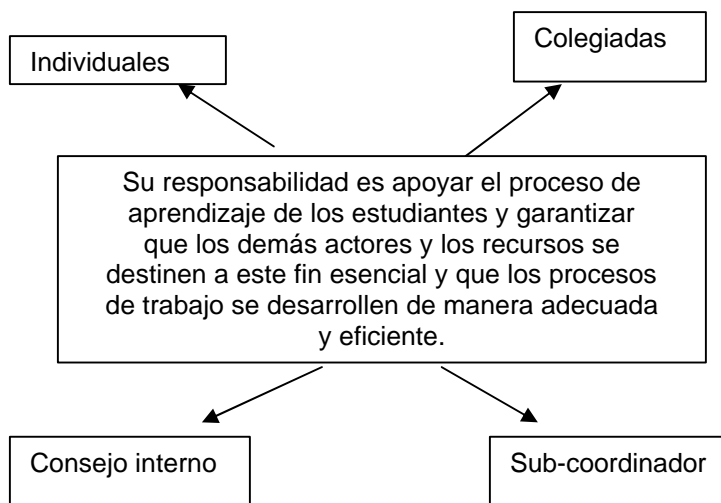 Colegiadas
Individuales
Su responsabilidad es apoyar el proceso de
aprendizaje de los estudiantes y garantizar
que los demás actores y los recursos se
destinen a este fin esencial y que los procesos
de trabajo se desarrollen de manera adecuada
y eficiente.
Consejo interno
Sub-coordinador